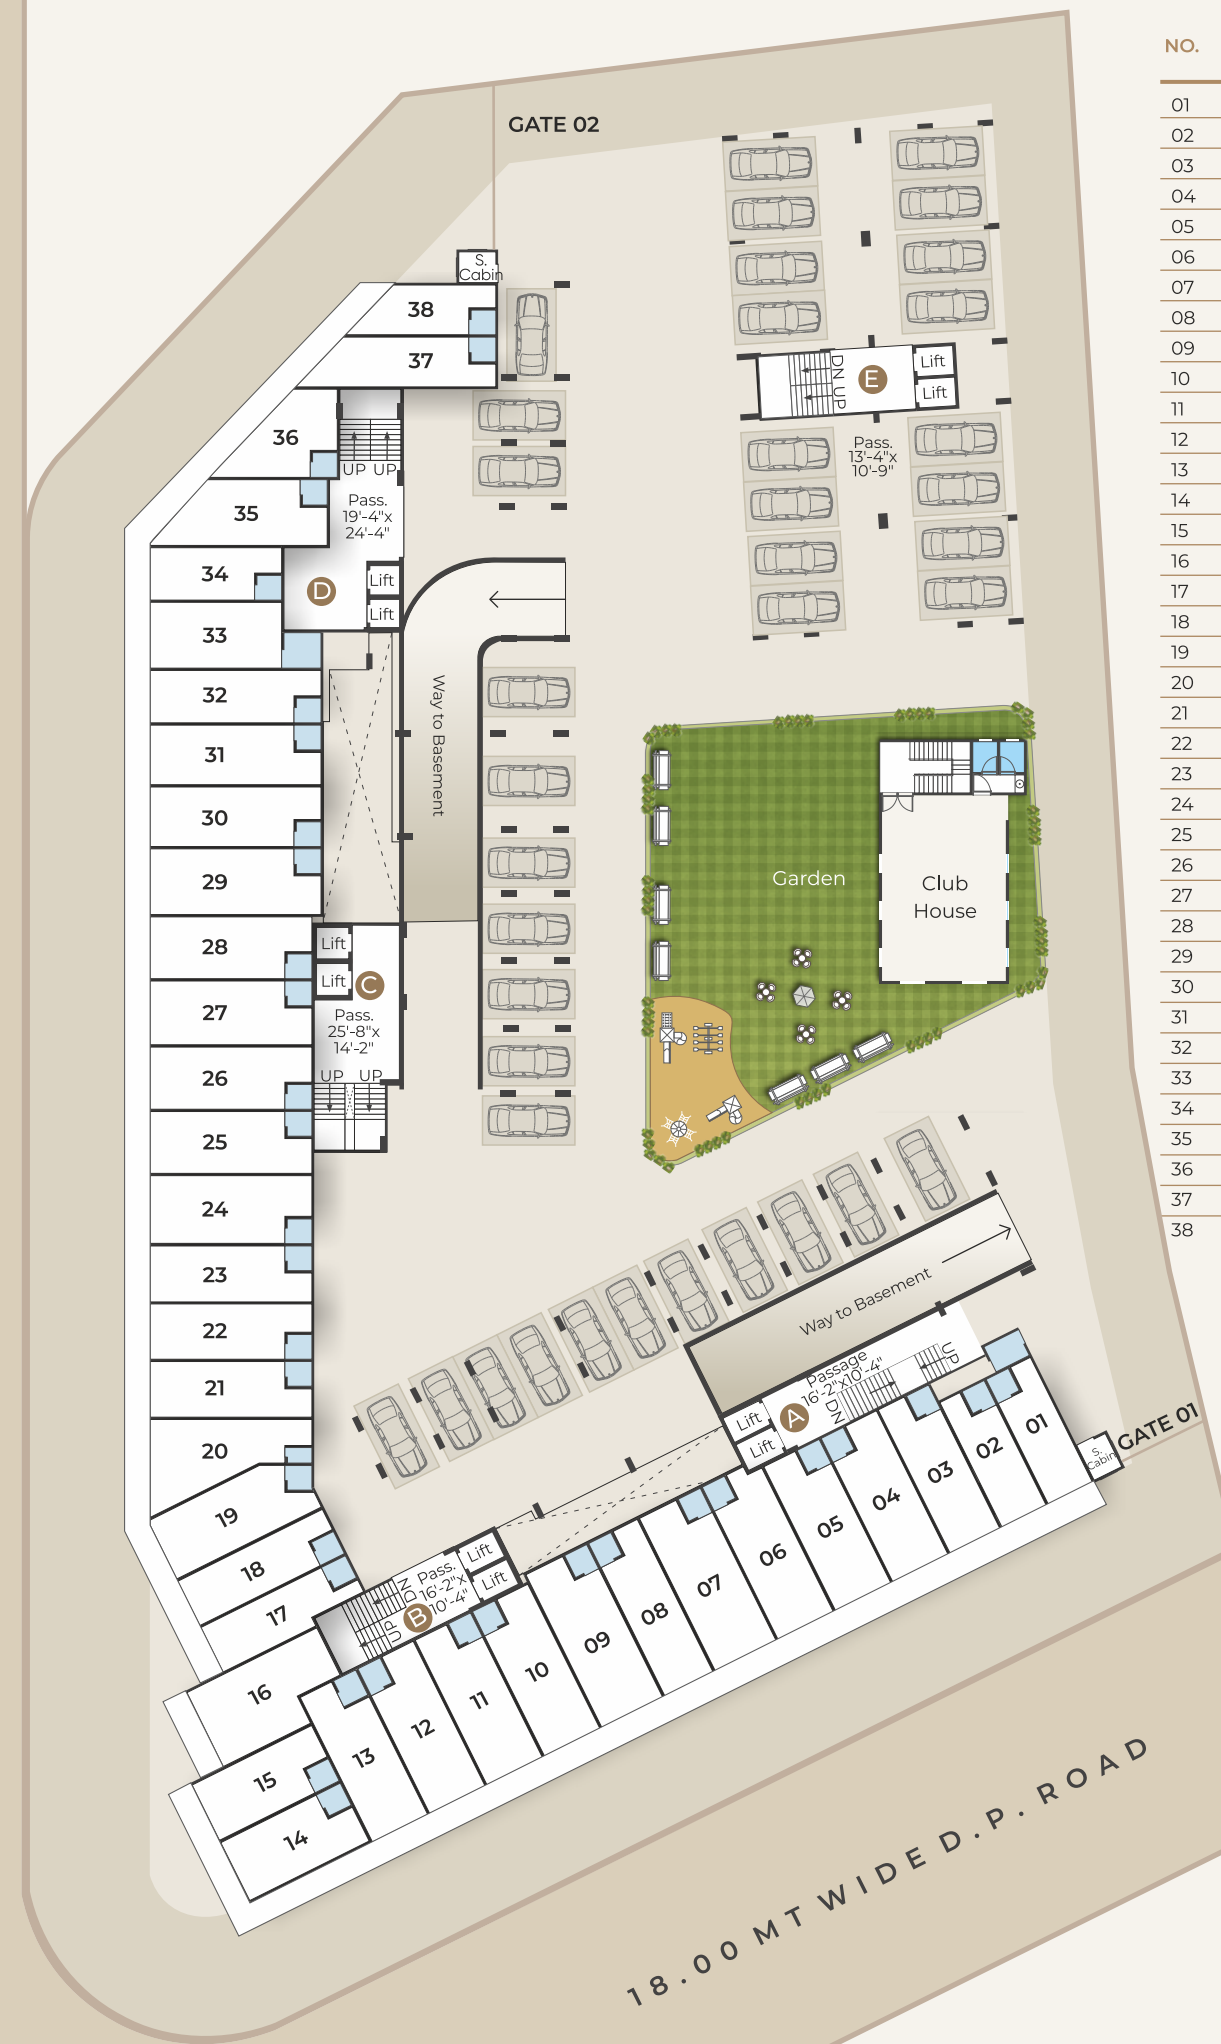 NO.
01
02
03
04
05
06
07
08
09
10
11
12
13
14
15
16
17
18
19
20
21
22
23
24
25
26
27
28
29
30
31
32
33
34
35
36
37
38
GATE 02
S.
Cabin
38
37
36
UP UP
35
Pass.
19'-4"x
24'-4"
34
D
Lift
Lift
33
32
31
30
29
Way to Basement
28
Lift
Lift
C
27
Pass.
25'-8"x
14'-2"
26
UP UP
25
24
23
22
21
20
19
18
17
16
15
14
DN UP
E
Lift
Lift
Pass.
13'-4"x
10'-9"
Garden
Club
House
Way to Basement
Passage
16'-2"x10'-4"
UP
DN
A
Lift
Lift
01
02
03
04
05
06
07
08
09
10
11
12
13
S.
Cabin
GATE 01
Lift
Lift
Pass.
16'-2"x
10'-4"
DN
UP
B
18.00 MT WIDE D.P. ROAD